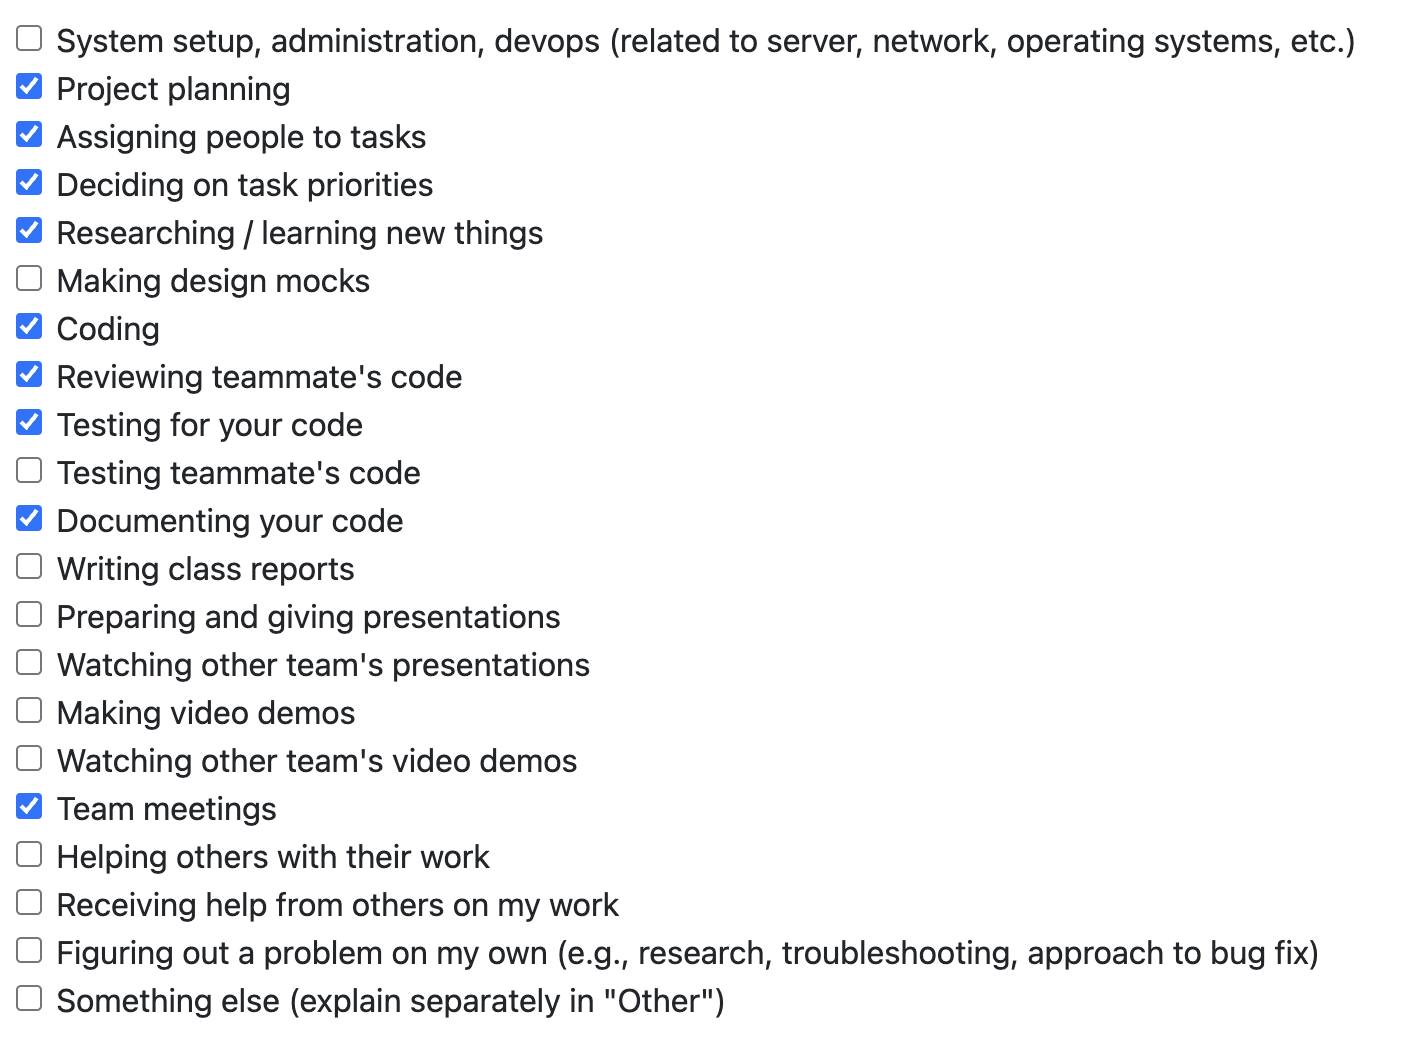 System setup, administration, devops (related to server, network, operating systems, etc.)
Project planning
Assigning people to tasks
Deciding on task priorities
Researching / learning new things
Making design mocks
Coding
Reviewing teammate's code
Testing for your code
Testing teammate's code
Documenting your code
Writing class reports
Preparing and giving presentations
Watching other team's presentations
Making video demos
Watching other team's video demos
Team meetings
Helping others with their work
Receiving help from others on my work
Figuring out a problem on my own (e.g., research, troubleshooting, approach to bug fix)
Something else (explain separately in "Other")